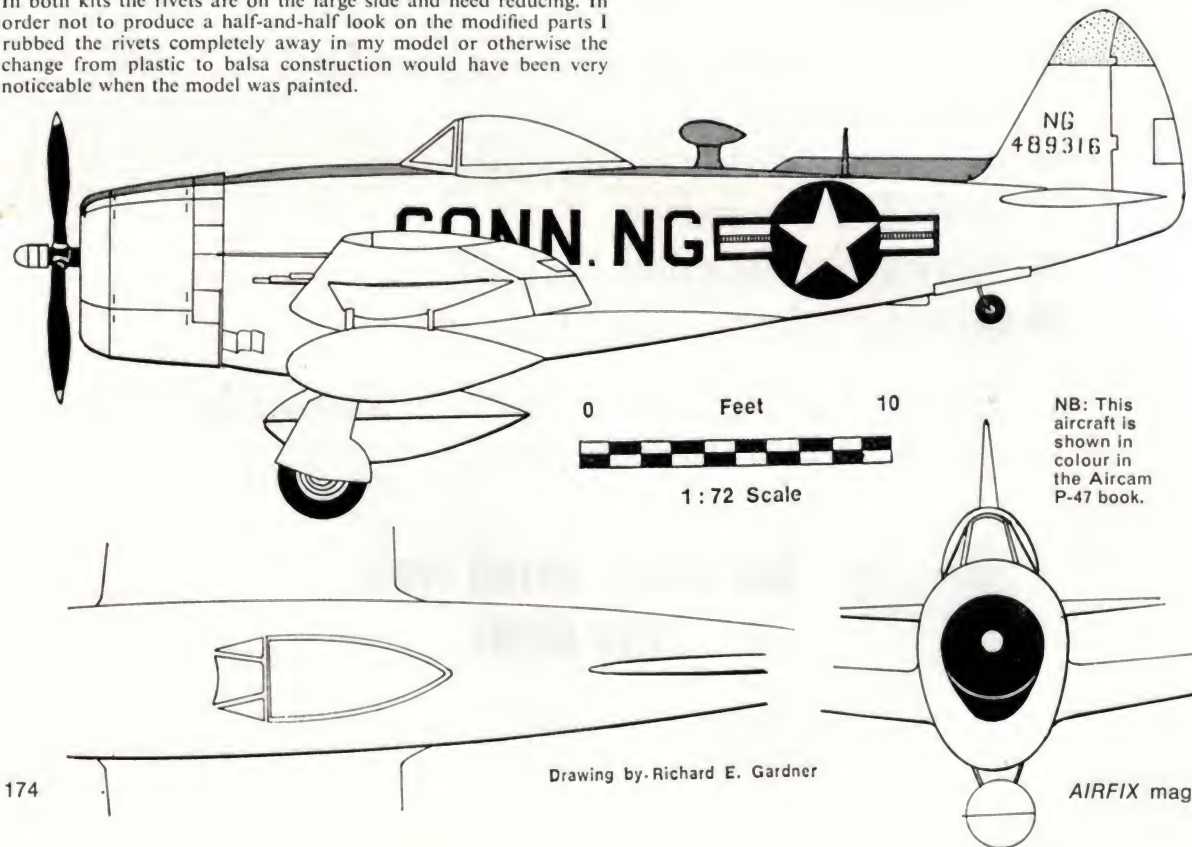 In both kits the rivets are on the large side and need reducing. In
order not to produce a half-and-half look on the modified parts I
rubbed the rivets completely away in my model or otherwise the
change from plastic to balsa construction would have been very
noticeable when the model was painted.
NG
489316
CONN. NG
0 Feet 10
1 : 72 Scale
NB: This
aircraft is
shown in
colour in
the Aircam
P-47 book.
Drawing by. Richard E. Gardner
174
AIRFIX mag